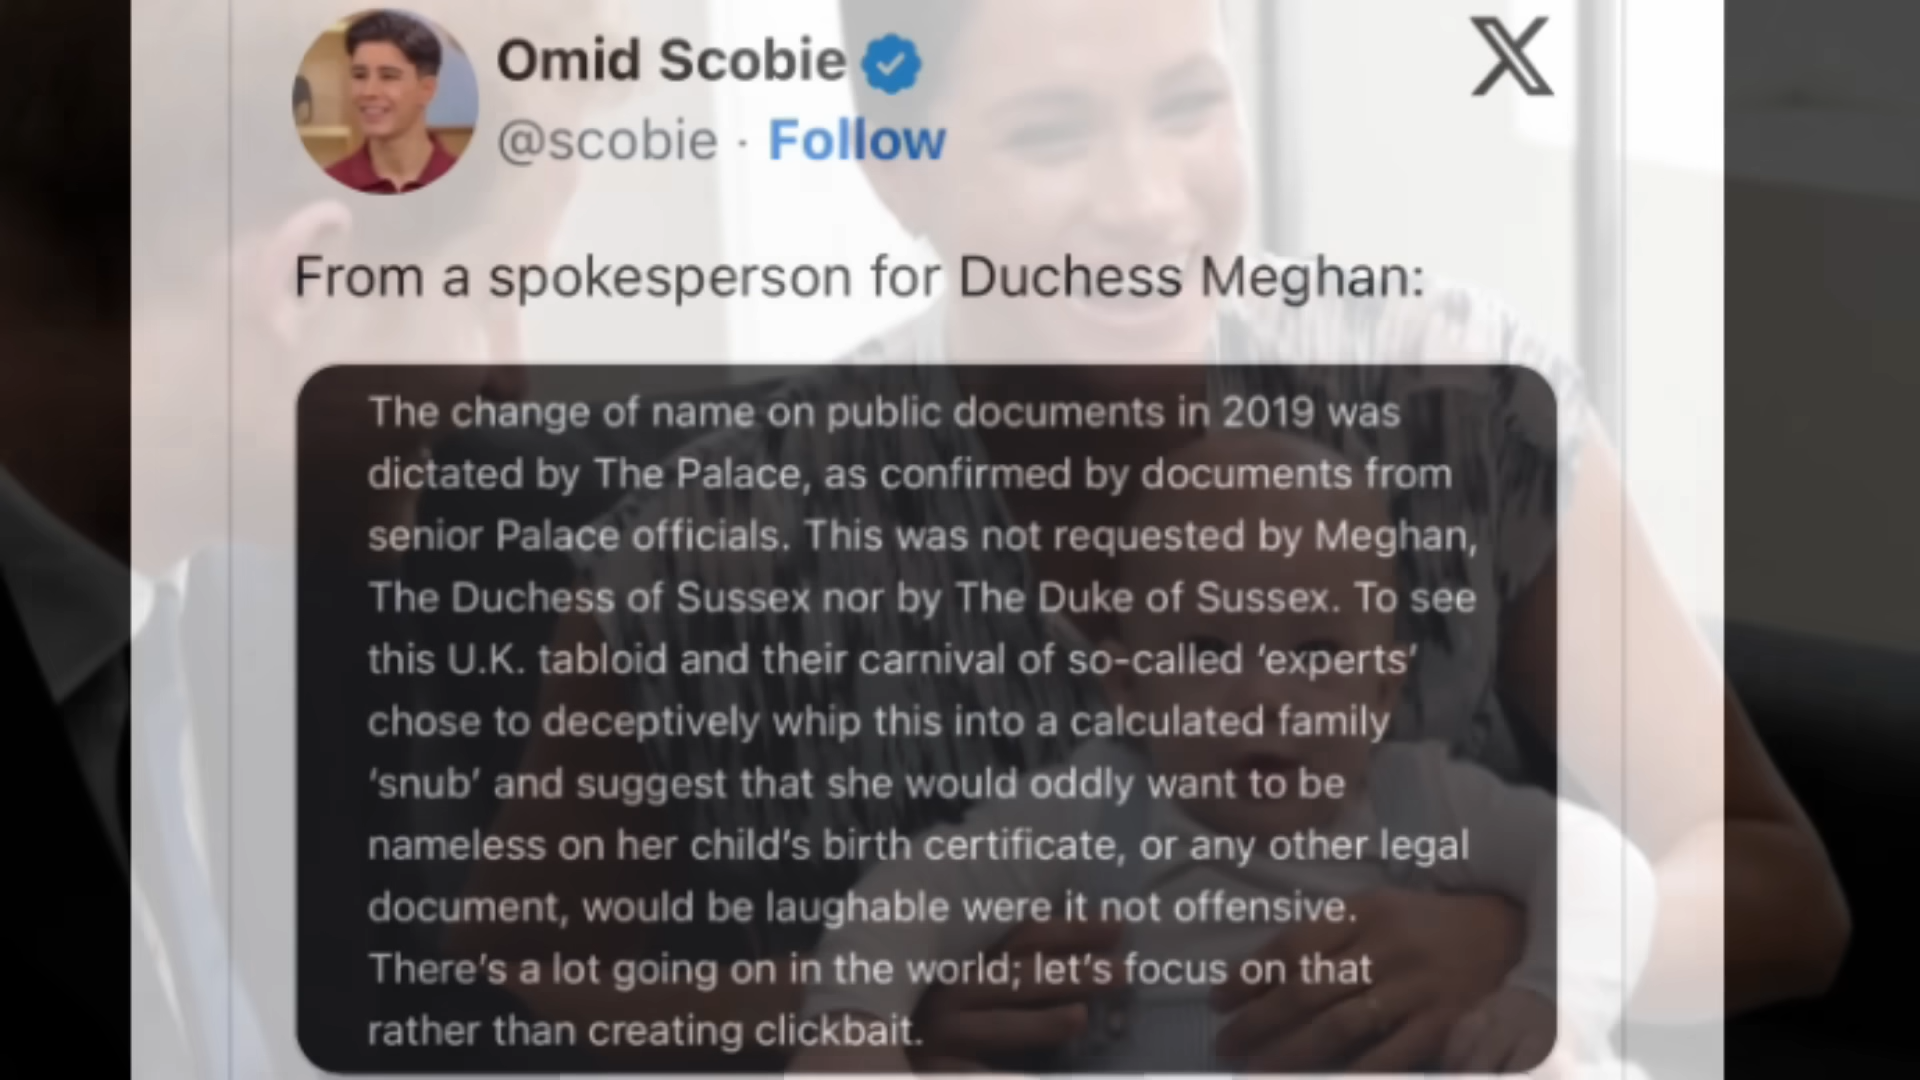 Omid Scobie
@scobie · Follow
From a spokesperson for Duchess Meghan:
The change of name on public documents in 2019 was
dictated by The Palace, as confirmed by documents from
senior Palace officials. This was not requested by Meghan,
The Duchess of Sussex nor by The Duke of Sussex. To see
this U.K. tabloid and their carnival of so-called ‘experts’
chose to deceptively whip this into a calculated family
‘snub’ and suggest that she would oddly want to be
nameless on her child’s birth certificate, or any other legal
document, would be laughable were it not offensive.
There’s a lot going on in the world; let’s focus on that
rather than creating clickbait.